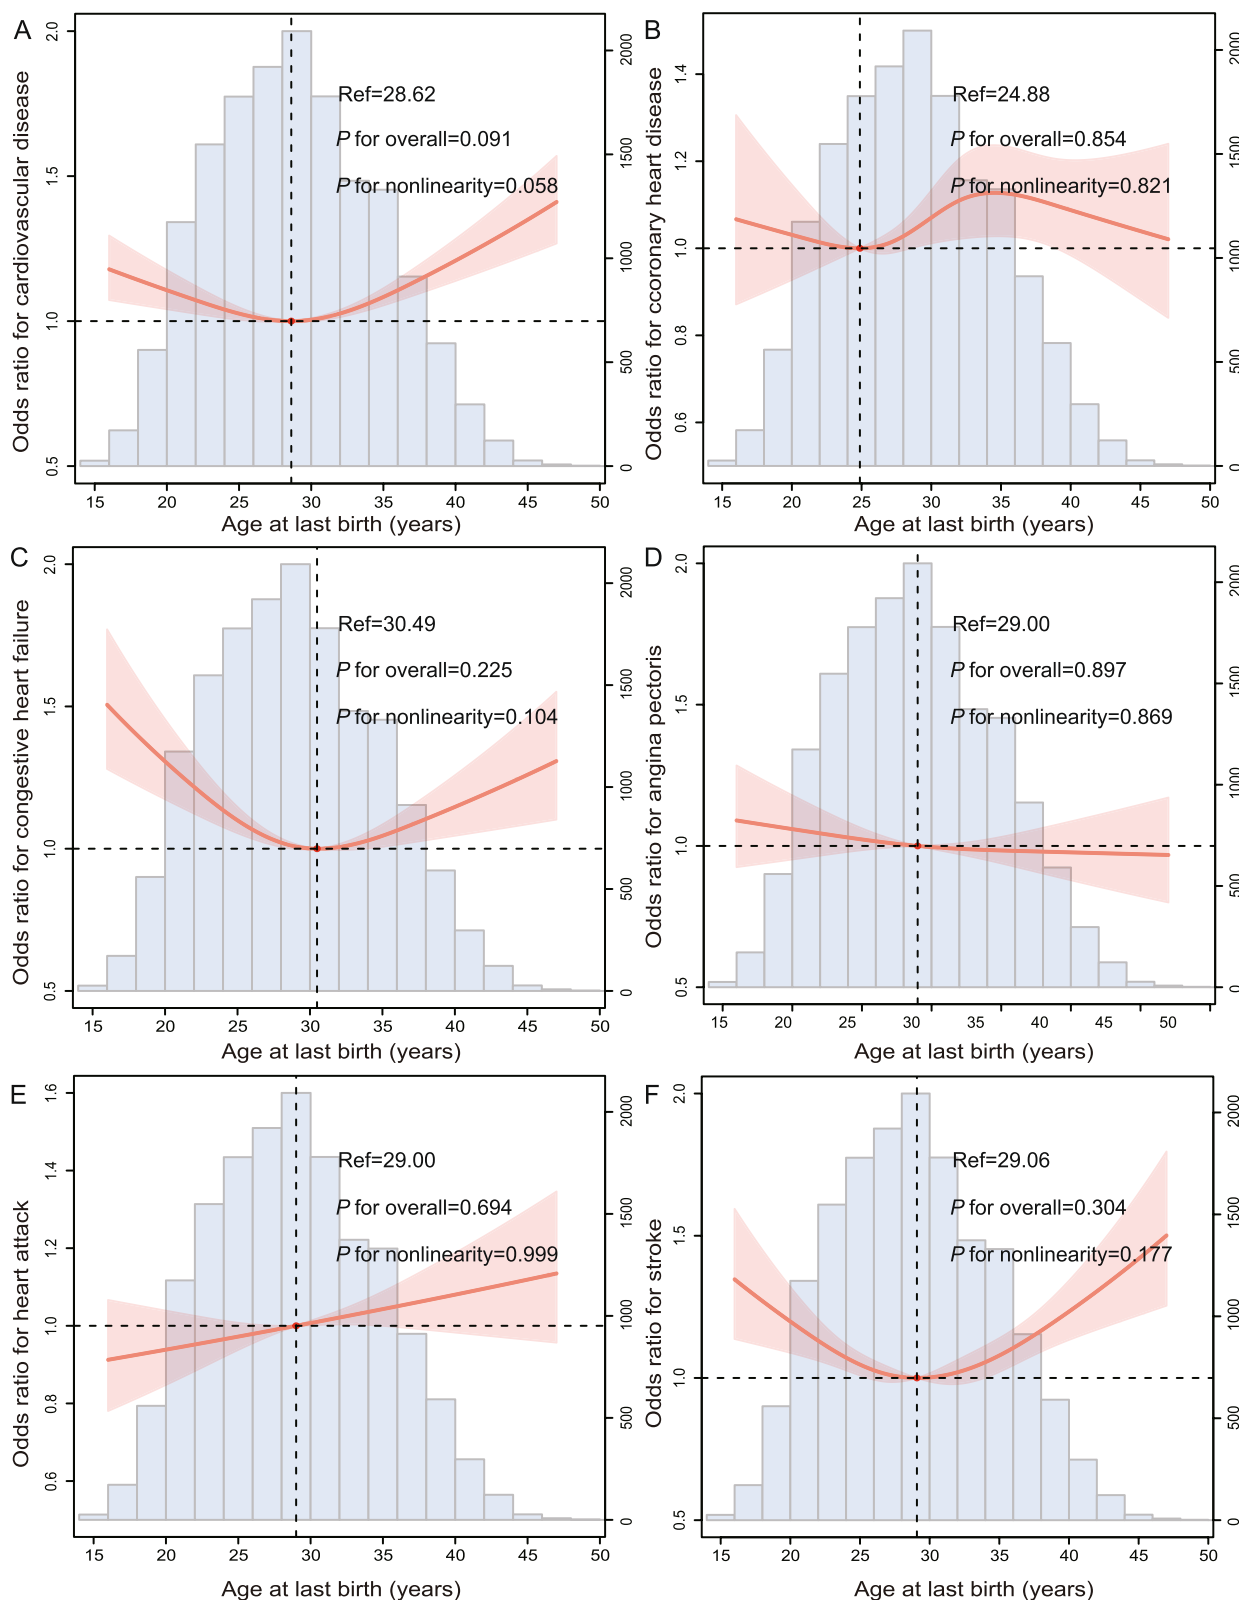 A
Odds ratio for cardiovascular disease
2.0
1.5
1.0
0.5
2000
1500
1000
500
0
Ref=28.62
P for overall=0.091
P for nonlinearity=0.058
15 20 25 30 35 40 45 50
Age at last birth (years)
B
Odds ratio for ccoronary heart disease
1.4
1.2
1.0
0.8
0.6
2000
1500
1000
500
0
Ref=24.88
P for overall=0.854
P for nonlinearity=0.821
15 20 25 30 35 40 45 50
Age at last birth (years)
C
Odds ratio for congestive heart failure
2.0
1.5
1.0
0.5
2000
1500
1000
500
0
Ref=30.49
P for overall=0.225
P for nonlinearity=0.104
15 20 25 30 35 40 45 50
Age at last birth (years)
D
Odds ratio for angina pectoris
2.0
1.5
1.0
0.5
2000
1500
1000
500
0
Ref=29.00
P for overall=0.897
P for nonlinearity=0.869
15 20 25 30 35 40 45 50
Age at last birth (years)
E
Odds ratio for heart attack
1.6
1.4
1.2
1.0
0.8
0.6
2000
1500
1000
500
0
Ref=29.00
P for overall=0.694
P for nonlinearity=0.999
15 20 25 30 35 40 45 50
Age at last birth (years)
F
Odds ratio for stroke
2.0
1.5
1.0
0.5
2000
1500
1000
500
0
Ref=29.06
P for overall=0.304
P for nonlinearity=0.177
15 20 25 30 35 40 45 50
Age at last birth (years)